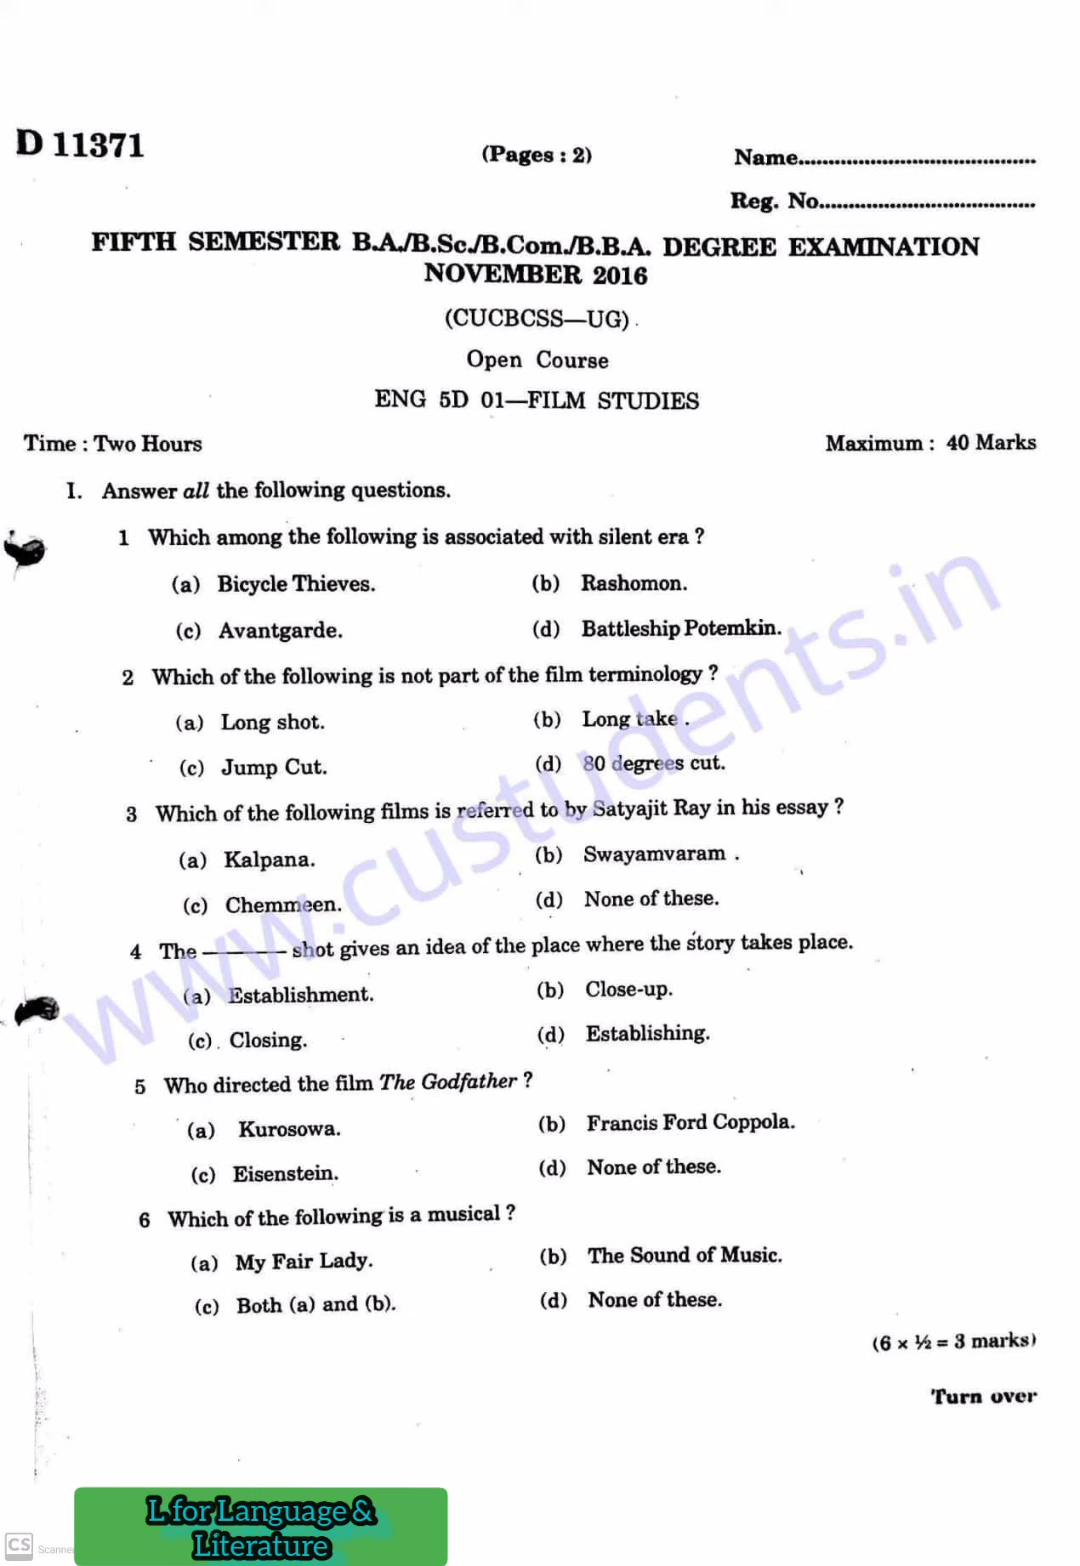 D 11371
(Pages : 2)
Name.......................................
Reg. No....................................
FIFTH SEMESTER B.A./B.Sc./B.Com./B.B.A. DEGREE EXAMINATION
NOVEMBER 2016
(CUCBCSS—UG)
Open Course
ENG 5D 01—FILM STUDIES
Time : Two Hours
Maximum : 40 Marks
I. Answer all the following questions.
1 Which among the following is associated with silent era ?
(a) Bicycle Thieves.
(b) Rashomon.
(c) Avantgarde.
(d) Battleship Potemkin.
2 Which of the following is not part of the film terminology ?
(a) Long shot.
(b) Long take .
(c) Jump Cut.
(d) 80 degrees cut.
3 Which of the following films is referred to by Satyajit Ray in his essay ?
(a) Kalpana.
(b) Swayamvaram .
(c) Chemmeen.
(d) None of these.
4 The ——— shot gives an idea of the place where the story takes place.
(a) Establishment.
(b) Close-up.
(c) Closing.
(d) Establishing.
5 Who directed the film The Godfather ?
(a) Kurosowa.
(b) Francis Ford Coppola.
(c) Eisenstein.
(d) None of these.
6 Which of the following is a musical ?
(a) My Fair Lady.
(b) The Sound of Music.
(c) Both (a) and (b).
(d) None of these.
(6 × ½ = 3 marks)
Turn over
www.custudents.in
L for Language &
Literature
CS